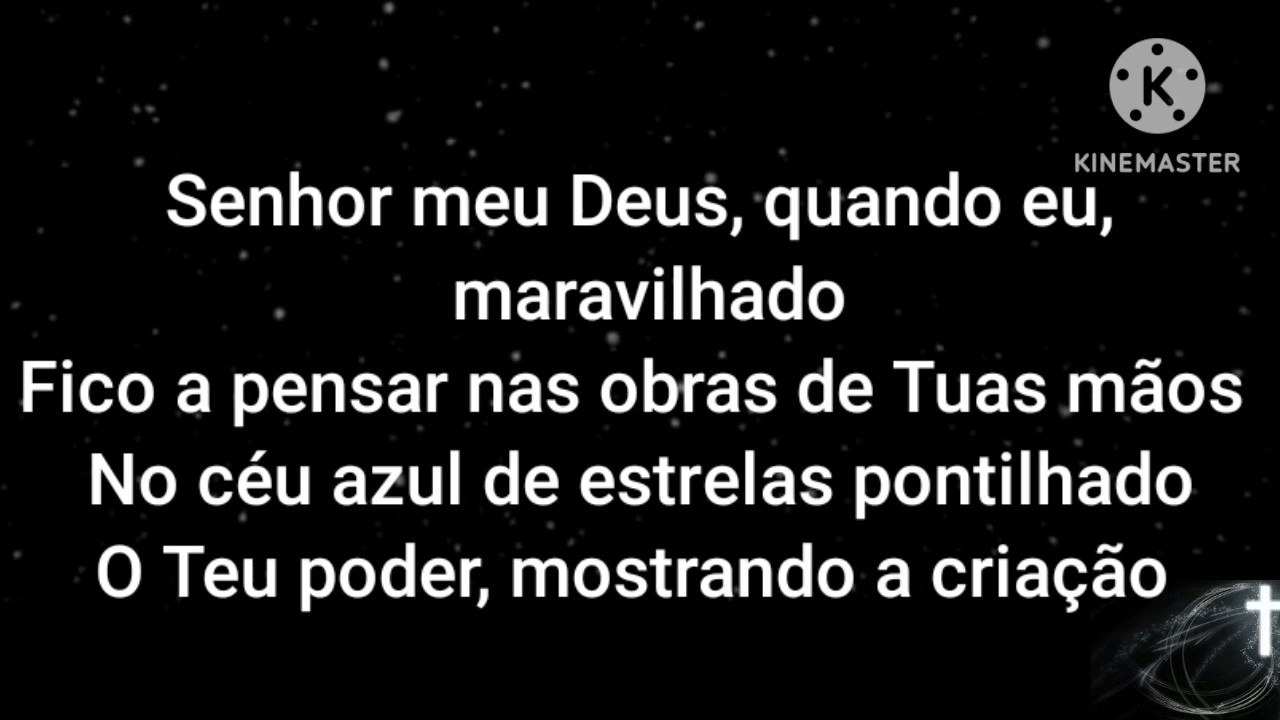 K
KINEMASTER
Senhor meu Deus, quando eu,
maravilhado
Fico a pensar nas obras de Tuas mãos
No céu azul de estrelas pontilhado
O Teu poder, mostrando a criação